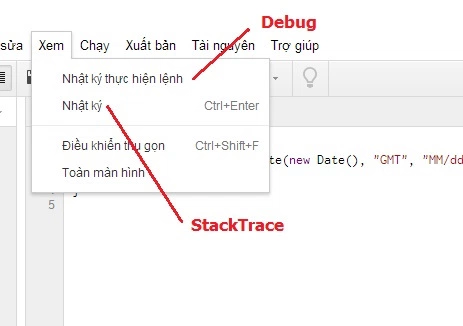 Debug
sửa Xem Chạy Xuất bản Tài nguyên Trợ giúp
Nhật ký thực hiện lệnh
Nhật ký Ctrl+Enter
Điều khiển thu gọn Ctrl+Shift+F
te(new Date(), "GMT", "MM/dd
Toàn màn hình
}
5
StackTrace